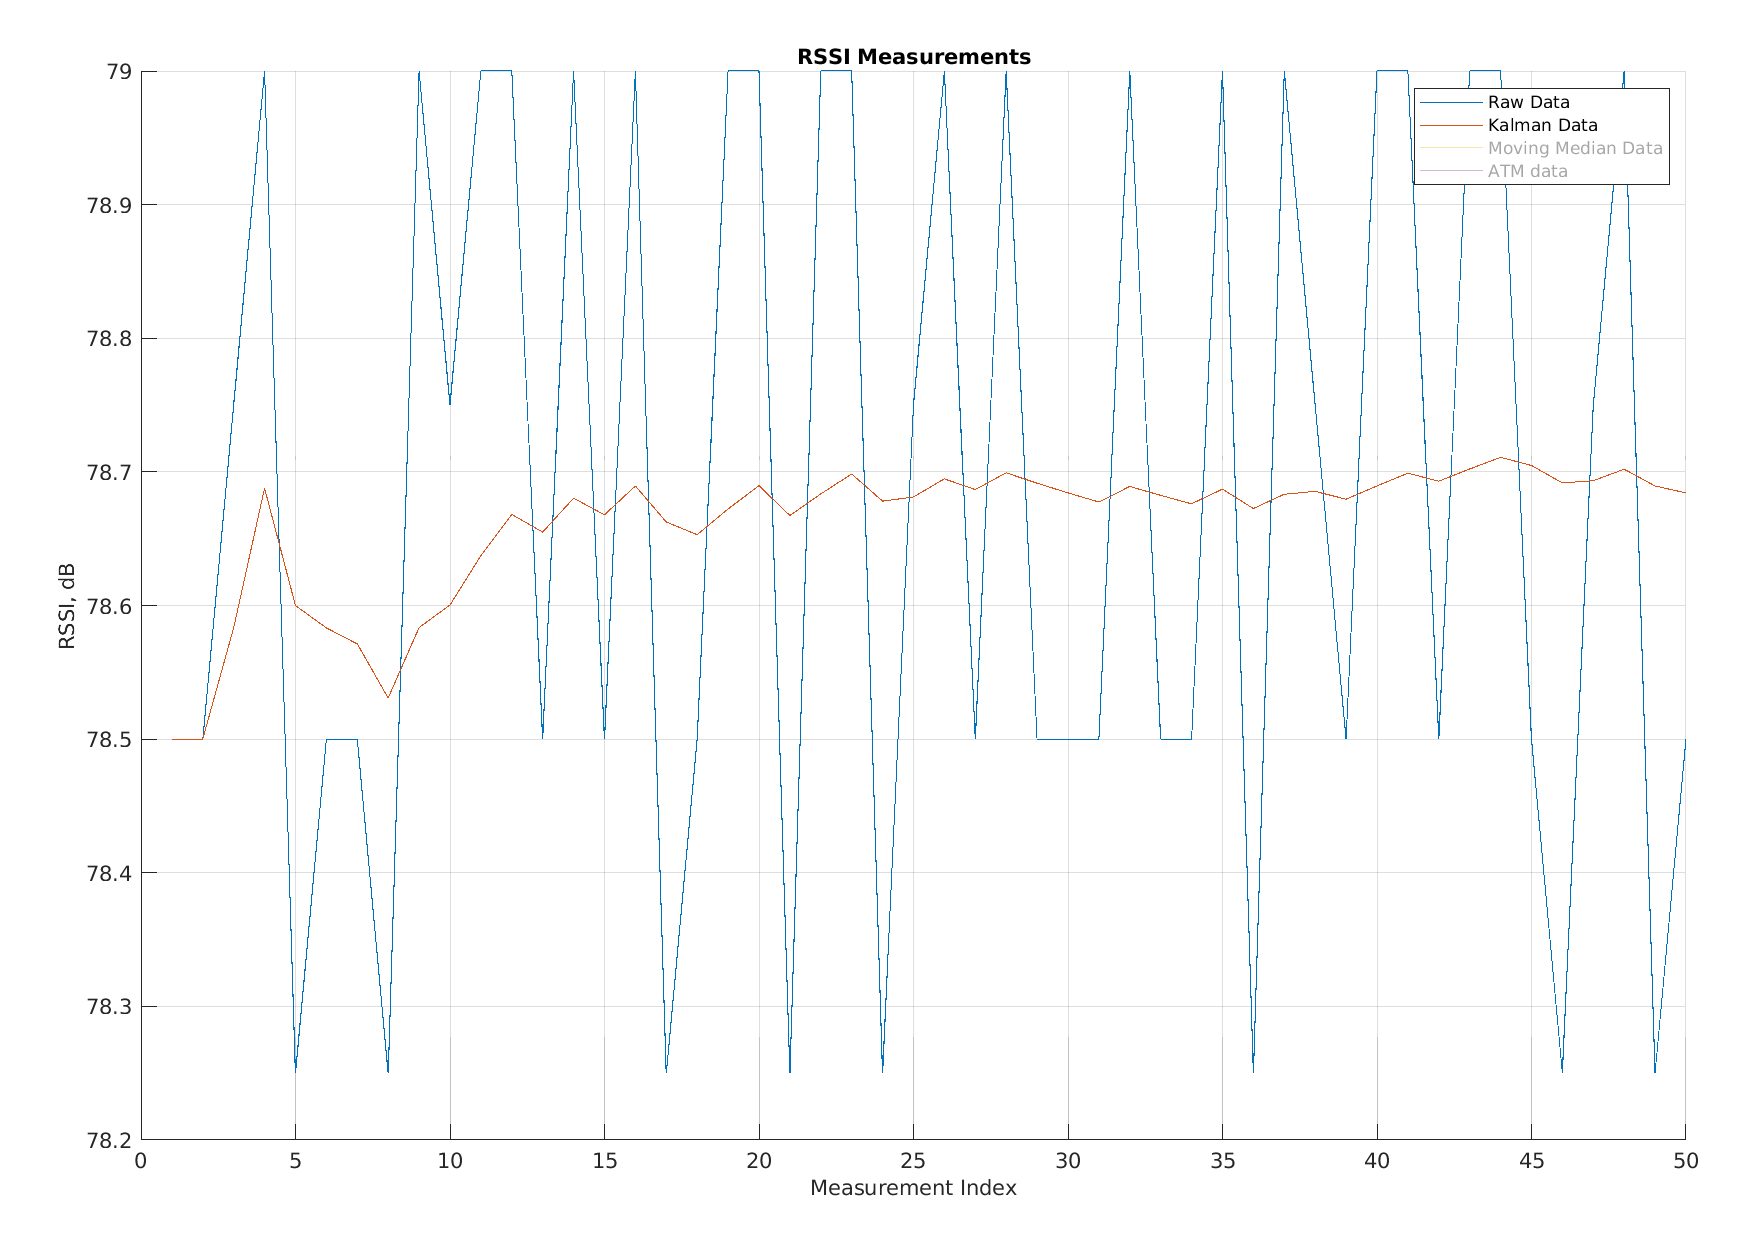 RSSI Measurements
Raw Data
Kalman Data
Moving Median Data
ATM data
79
78.9
78.8
78.7
78.6
78.5
78.4
78.3
78.2
RSSI, dB
0 5 10 15 20 25 30 35 40 45 50
Measurement Index